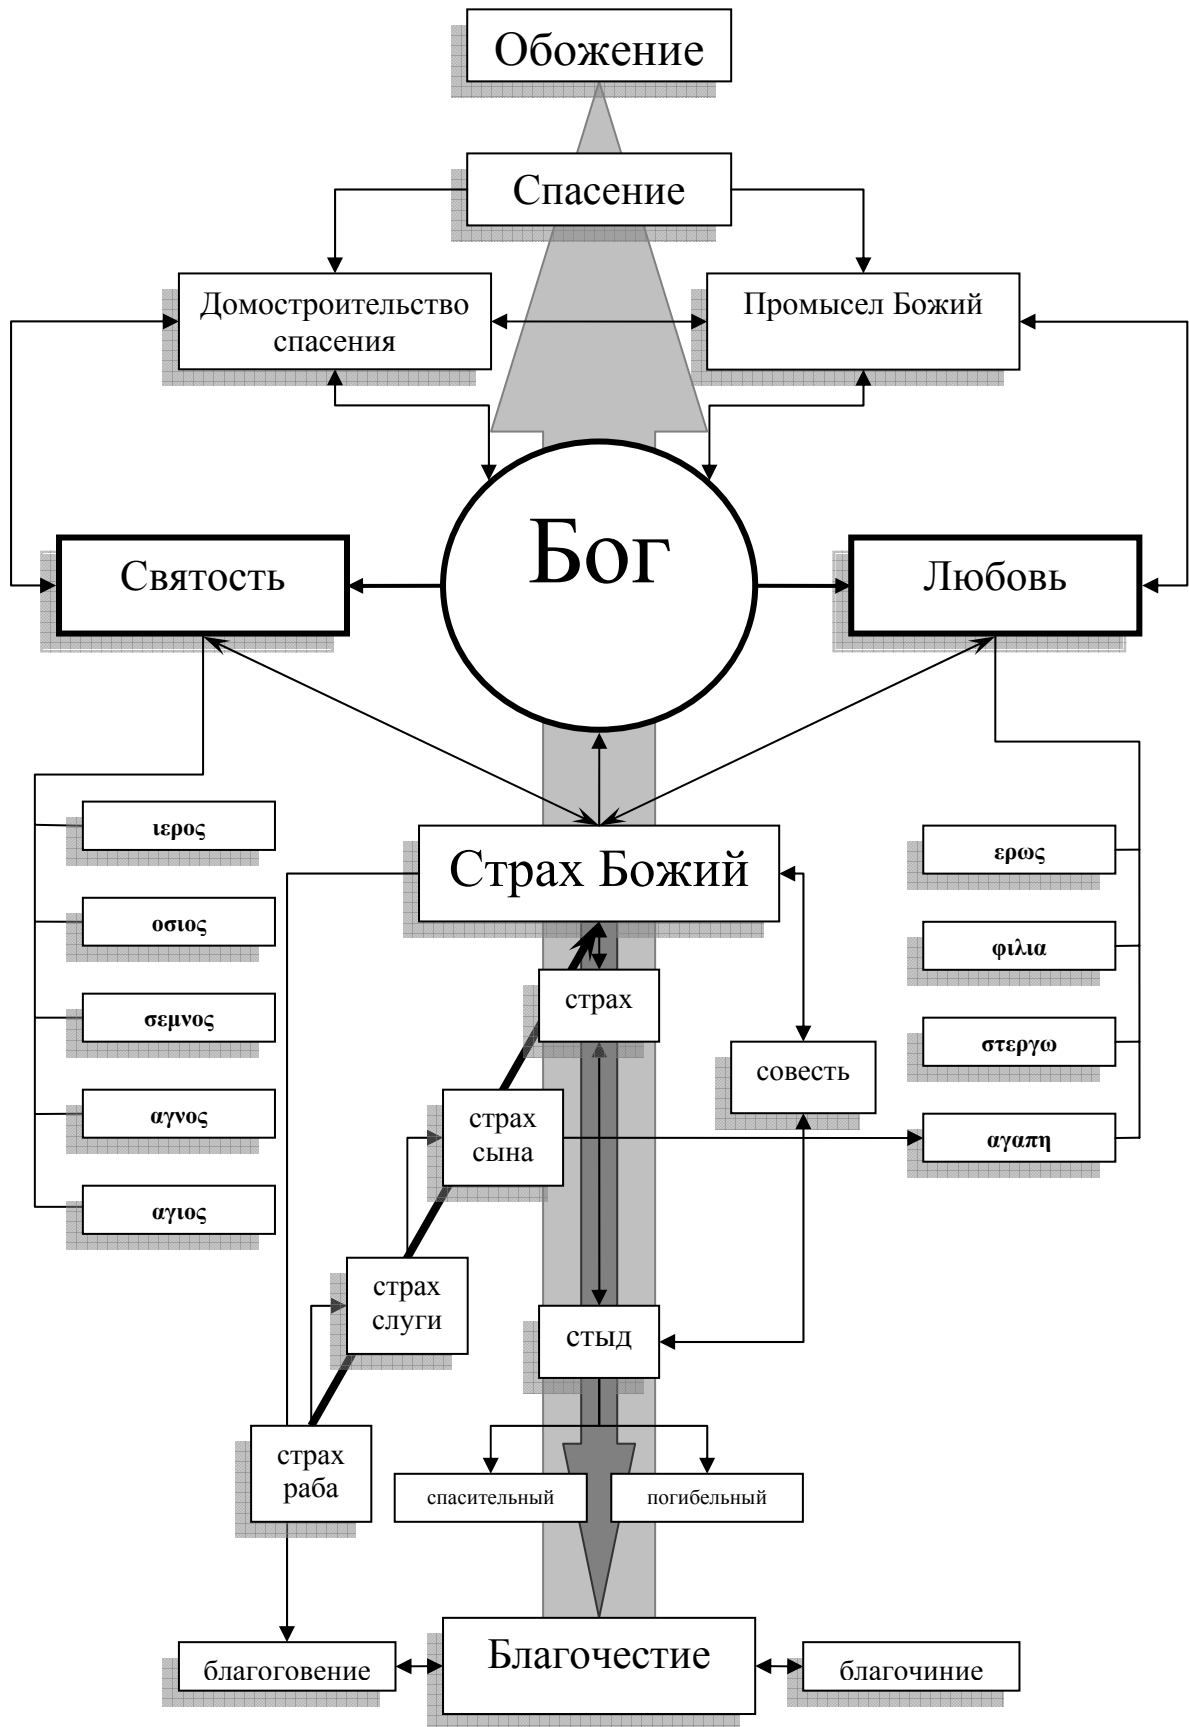 Обожение
Спасение
Домостроительство
спасения
Промысел Божий
Бог
Святость
Любовь
ιερος
οσιος
σεμνος
αγνος
αγιος
Страх Божий
ερως
φιλια
στεργω
αγαπη
страх
совесть
страх
сына
страх
слуги
стыд
страх
раба
спасительный
погибельный
благоговение
Благочестие
благочиние